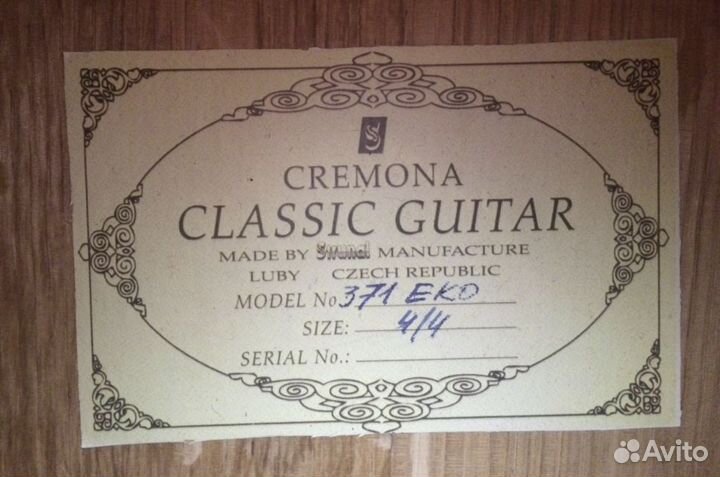 CREMONA
CLASSIC GUITAR
MADE BY Strunal MANUFACTURE
LUBY CZECH REPUBLIC
MODEL No 371 EKO
SIZE: 4/4
SERIAL No.:
Avito